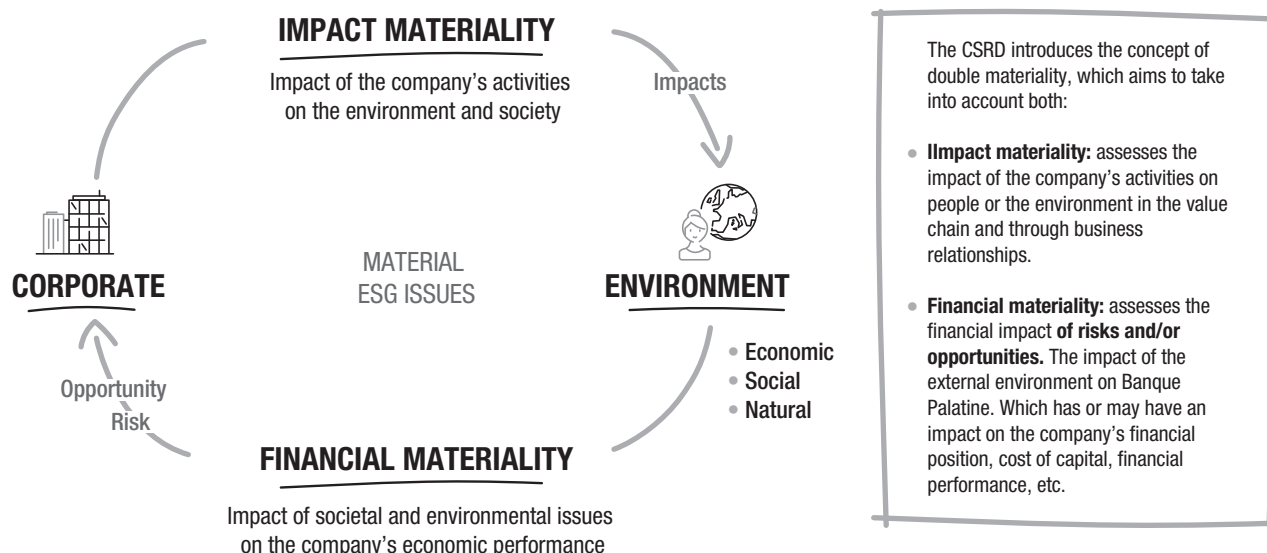 IMPACT MATERIALITY
Impact of the company's activities
on the environment and society
Impacts
CORPORATE
MATERIAL
ESG ISSUES
ENVIRONMENT
• Economic
• Social
• Natural
Opportunity
Risk
FINANCIAL MATERIALITY
Impact of societal and environmental issues
on the company's economic performance
The CSRD introduces the concept of
double materiality, which aims to take
into account both:
• IImpact materiality: assesses the
impact of the company's activities on
people or the environment in the value
chain and through business
relationships.
• Financial materiality: assesses the
financial impact of risks and/or
opportunities. The impact of the
external environment on Banque
Palatine. Which has or may have an
impact on the company's financial
position, cost of capital, financial
performance, etc.